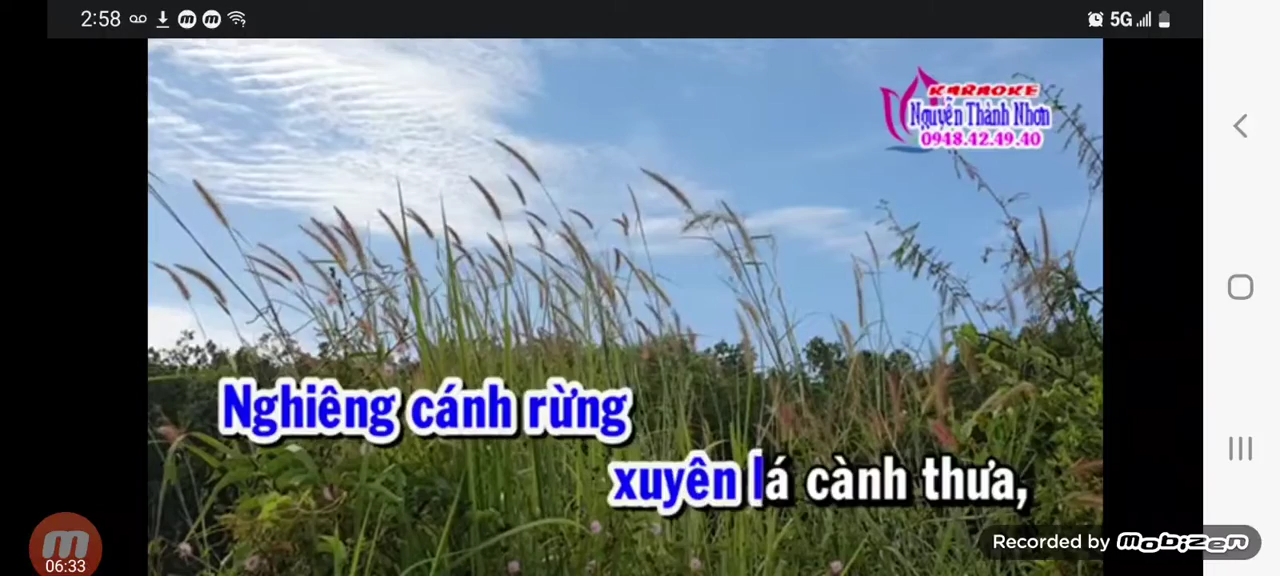 2:58
5G
KARAOKE
Nguyễn Thành Nhơn
0948.42.49.40
Nghiêng cánh rừng
xuyên lá cành thưa,
06:33
Recorded by mobizen